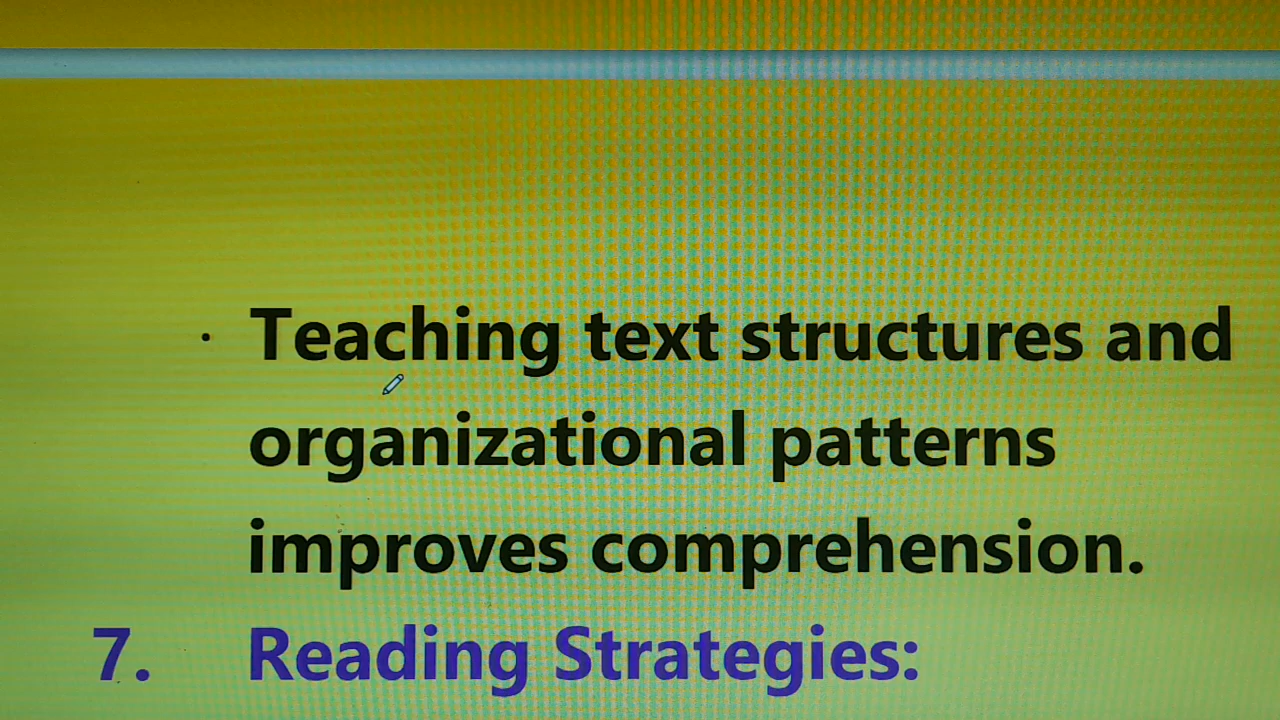 · Teaching text structures and
organizational patterns
improves comprehension.
7. Reading Strategies: